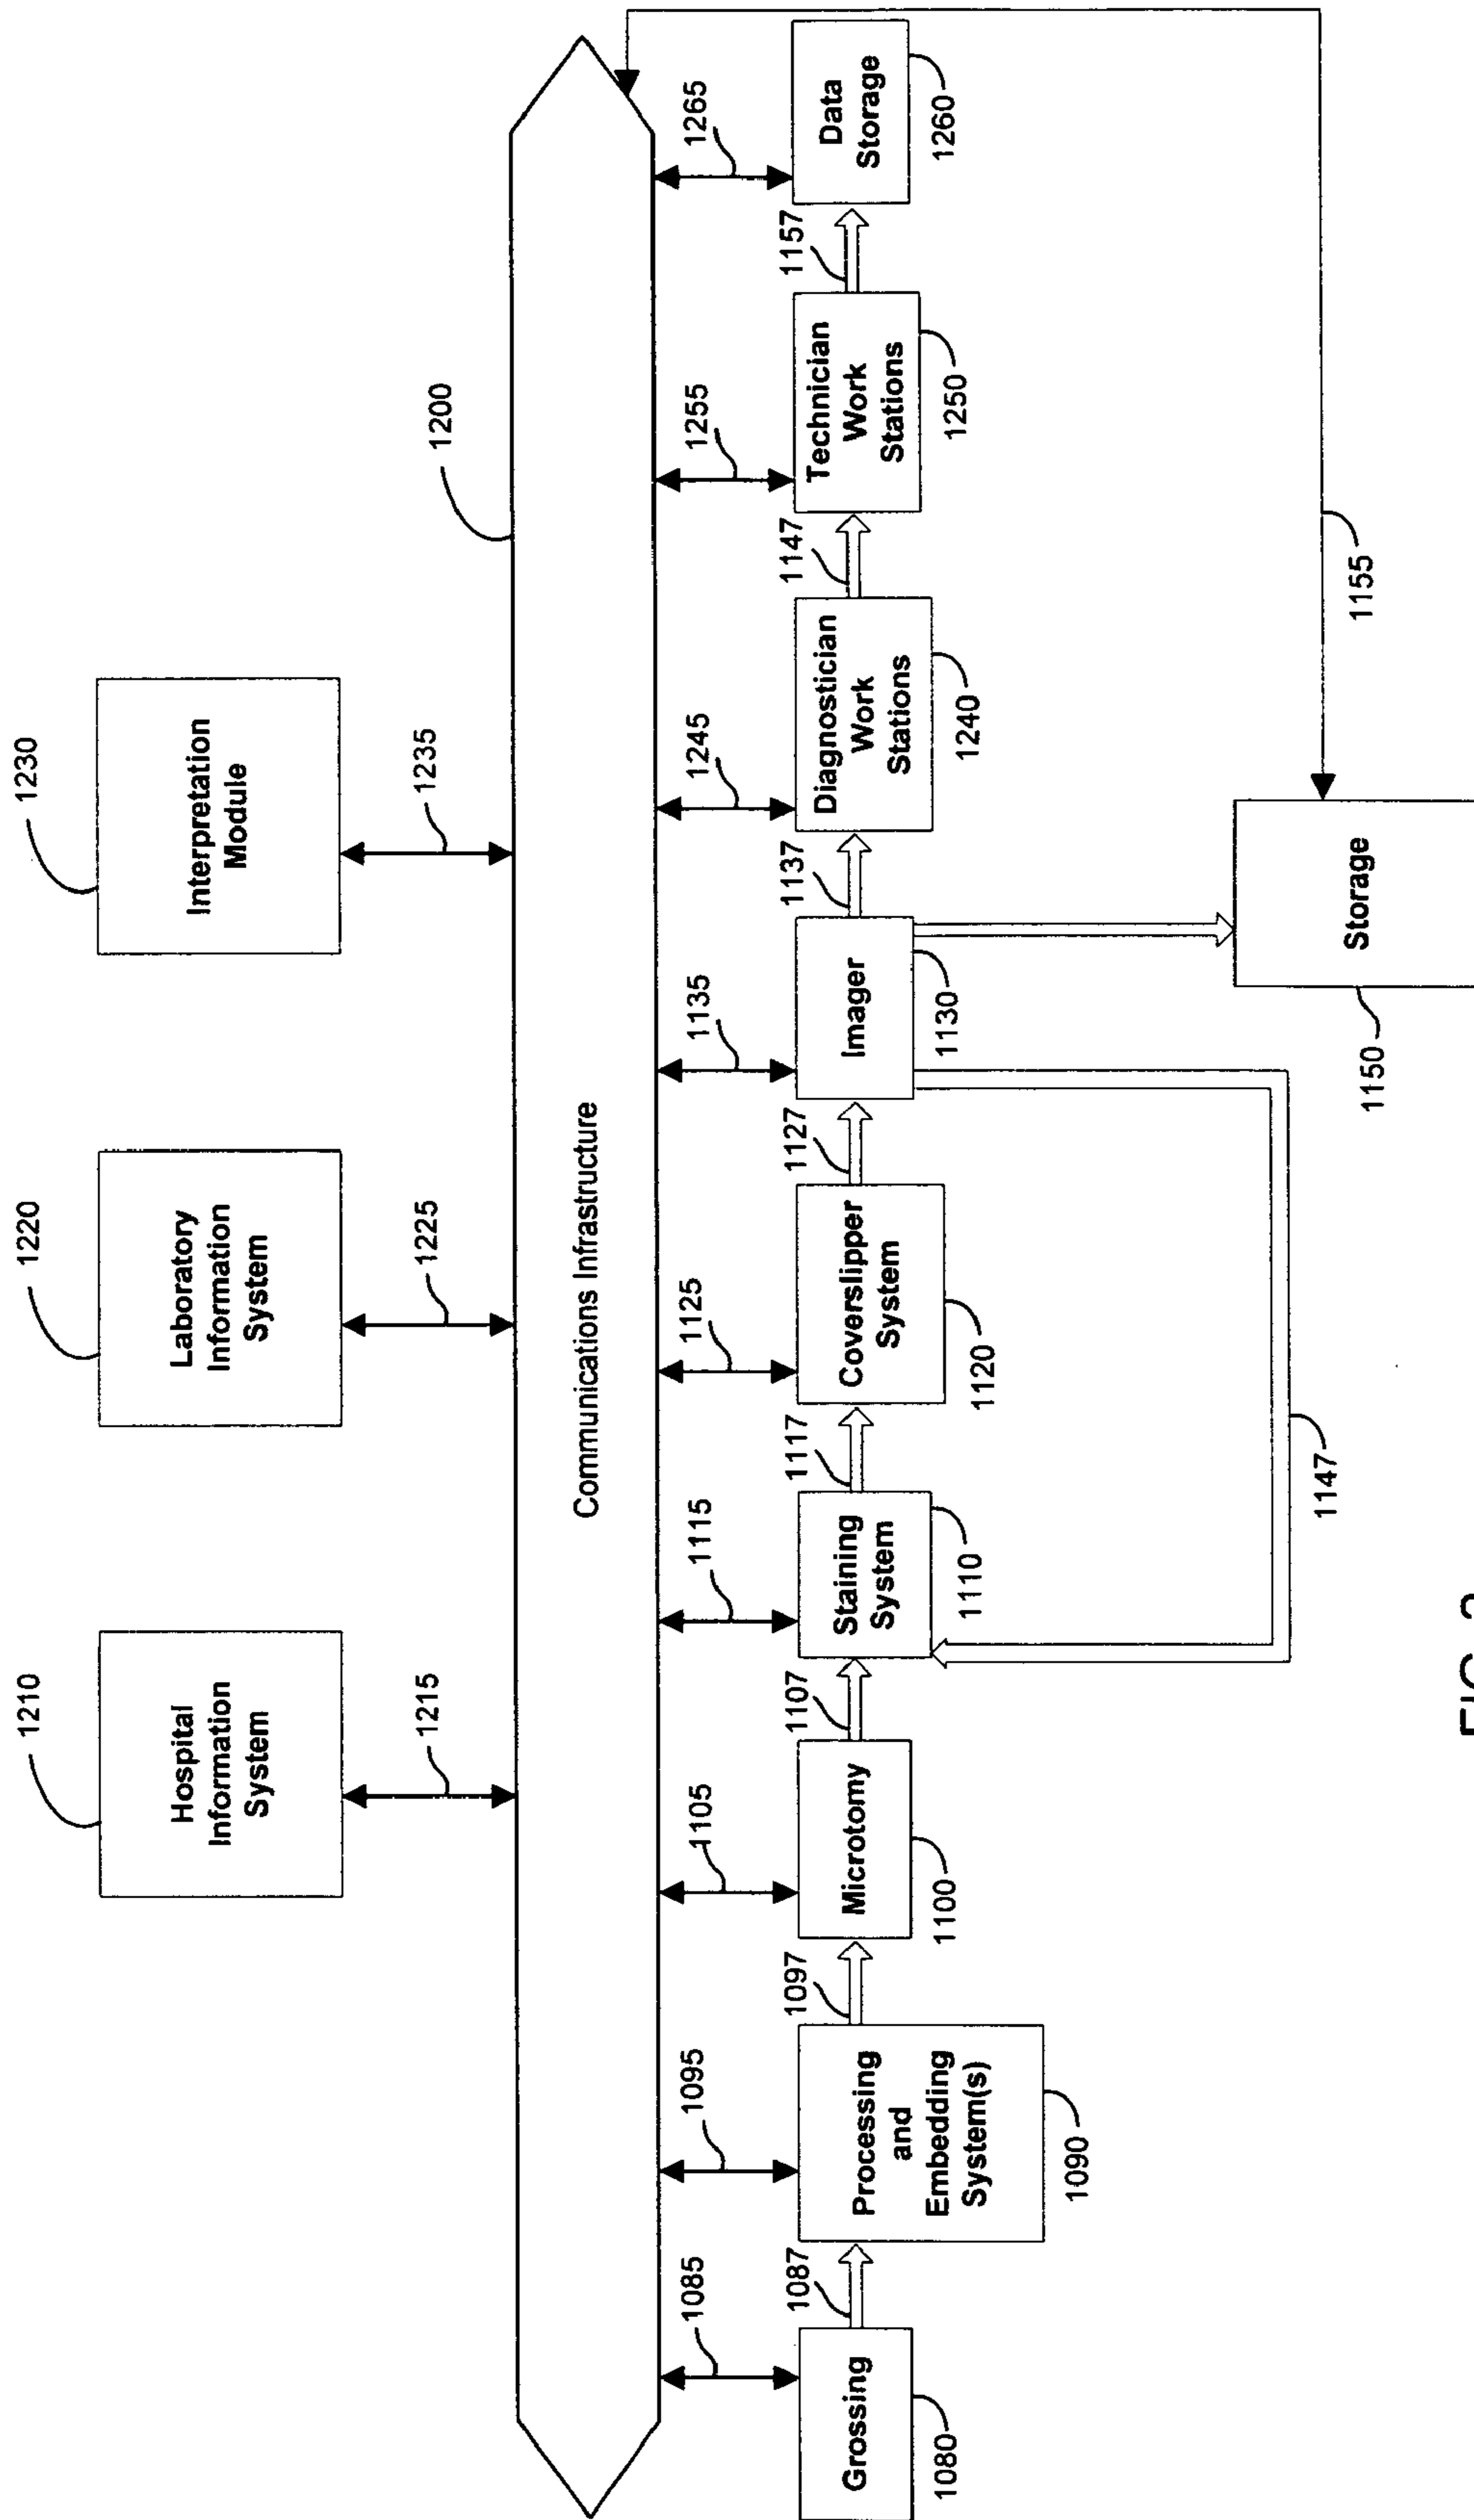 1210
Hospital
Information
System
1215
1220
Laboratory
Information
System
1225
1230
Interpretation
Module
1235
1200
Communications Infrastructure
1085
1095
1105
1115
1125
1135
1245
1255
1265
Grossing
1080
1087
Processing
and
Embedding
System(s)
1090
1097
Microtomy
1100
1107
Staining
System
1110
1117
Coverslipper
System
1120
1127
Imager
1130
1137
Diagnostician
Work
Stations
1240
1147
Technician
Work
Stations
1250
1157
Data
Storage
1260
1147
Storage
1150
1155